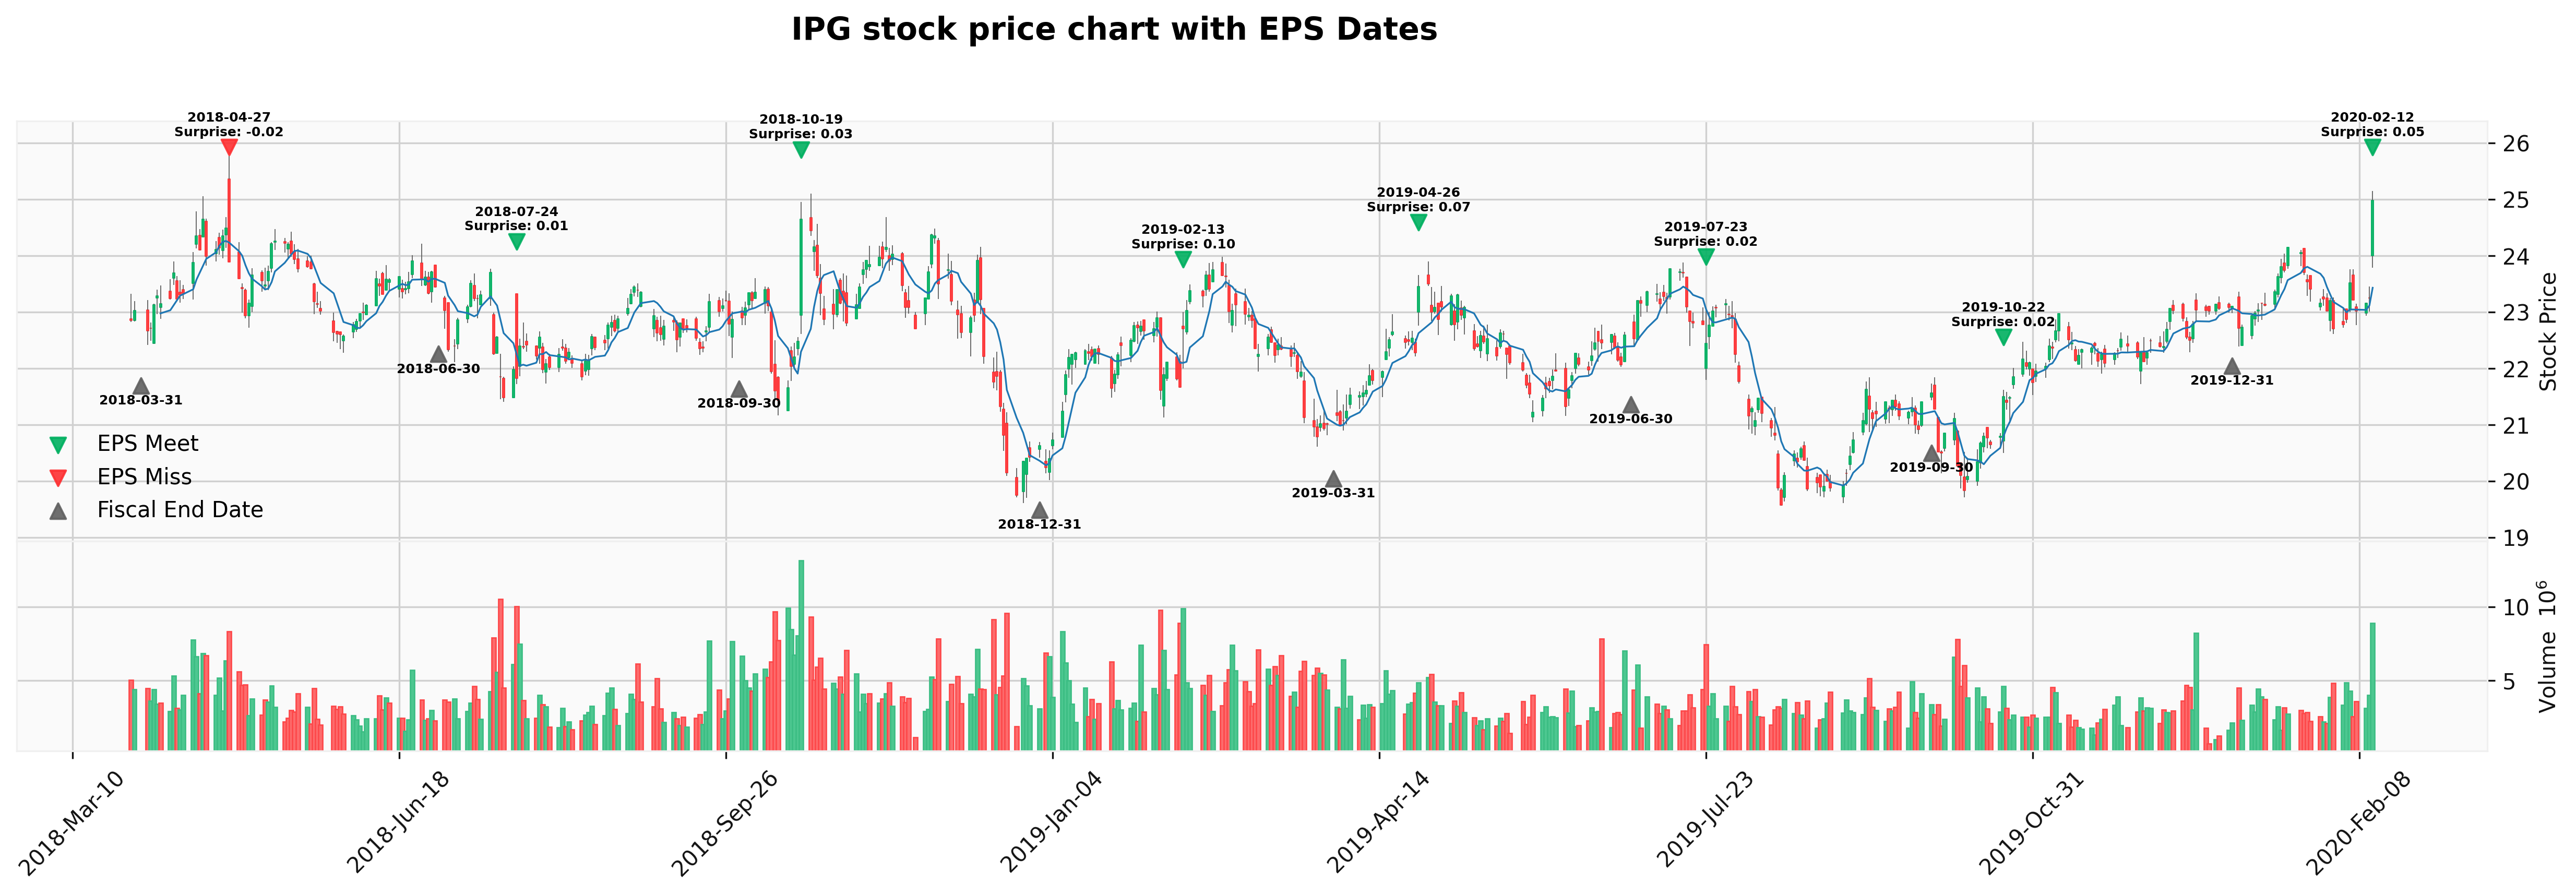 IPG stock price chart with EPS Dates
2018-04-27
Surprise: -0.02
2018-07-24
Surprise: 0.01
2018-10-19
Surprise: 0.03
2019-02-13
Surprise: 0.10
2019-04-26
Surprise: 0.07
2019-07-23
Surprise: 0.02
2019-10-22
Surprise: 0.02
2020-02-12
Surprise: 0.05
2018-03-31
2018-06-30
2018-09-30
2018-12-31
2019-03-31
2019-06-30
2019-09-30
2019-12-31
EPS Meet
EPS Miss
Fiscal End Date
26
25
24
23
22
21
20
19
Stock Price
10
5
Volume 10⁶
2018-Mar-10
2018-Jun-18
2018-Sep-26
2019-Jan-04
2019-Apr-14
2019-Jul-23
2019-Oct-31
2020-Feb-08